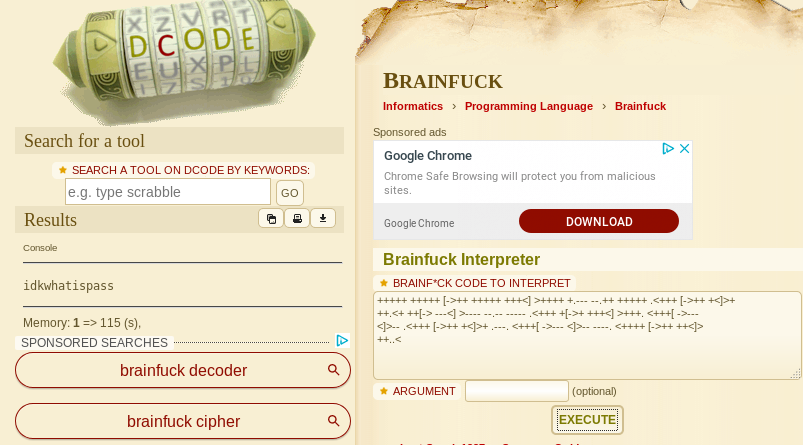 X Z V R T
D C O D E
E U X P L
Search for a tool
SEARCH A TOOL ON DCODE BY KEYWORDS:
e.g. type scrabble
GO
Results
Console
idkwhatispass
Memory: 1 => 115 (s),
SPONSORED SEARCHES
brainfuck decoder
brainfuck cipher
BRAINFUCK
Informatics › Programming Language › Brainfuck
Sponsored ads
Google Chrome
Chrome Safe Browsing will protect you from malicious
sites.
Google Chrome
DOWNLOAD
Brainfuck Interpreter
BRAINF*CK CODE TO INTERPRET
+++++ +++++ [->++ +++++ +++<] >++++ +.--- --.++ +++++ .<+++ [->++ +<]>+
++.<+ ++[-> ---<] >---- --.-- ----- .<+++ +[->+ +++<] >+++. <+++[ ->---
<]>-- .<+++ [->++ +<]>+ .---. <+++[ ->--- <]>-- ----. <++++ [->++ ++<]>
++..<
ARGUMENT (optional)
EXECUTE